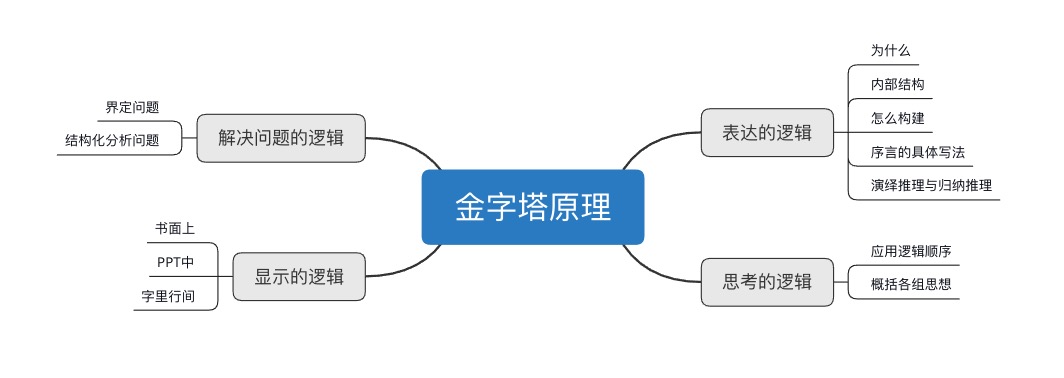 金字塔原理
表达的逻辑
为什么
内部结构
怎么构建
序言的具体写法
演绎推理与归纳推理
思考的逻辑
应用逻辑顺序
概括各组思想
解决问题的逻辑
界定问题
结构化分析问题
显示的逻辑
书面上
PPT中
字里行间